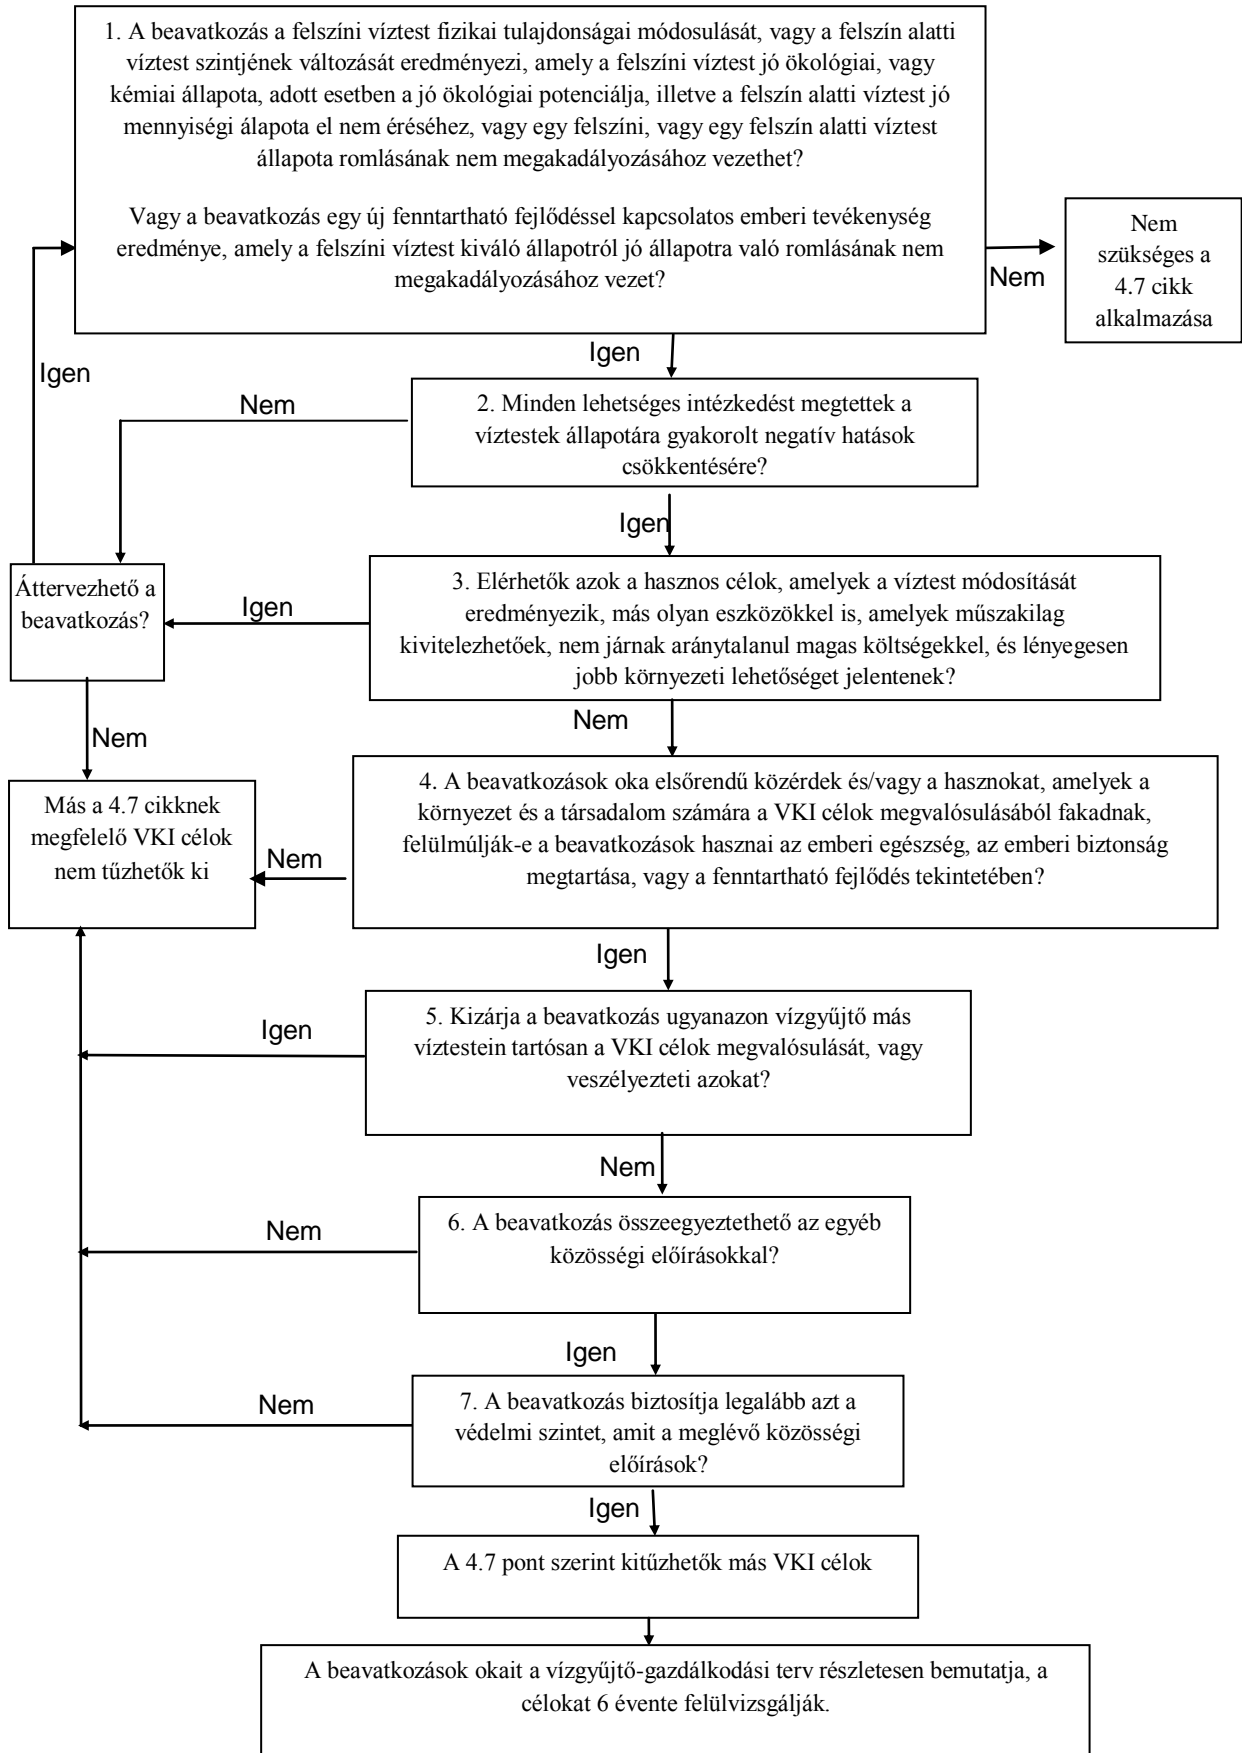 1. A beavatkozás a felszíni víztest fizikai tulajdonságai módosulását, vagy a felszín alatti
víztest szintjének változását eredményezi, amely a felszíni víztest jó ökológiai, vagy
kémiai állapota, adott esetben a jó ökológiai potenciálja, illetve a felszín alatti víztest jó
mennyiségi álapota el nem éréséhez, vagy egy felszíni, vagy egy felszín alatti víztest
állapota romlásának nem megakadályozásához vezethet?
Vagy a beavatkozás egy új fenntartható fejlődéssel kapcsolatos emberi tevékenység
eredménye, amely a felszíni víztest kiváló állapotról jó állapotra való romlásának nem
megakadályozásához vezet?
Nem
Nem
szükséges a
4.7 cikk
alkalmazása
Igen
Igen
Nem
2. Minden lehetséges intézkedést megtettek a
víztestek állapotára gyakorolt negatív hatások
csökkentésére?
Igen
Áttervezhető a
beavatkozás?
Igen
3. Elérhetők azok a hasznos célok, amelyek a víztest módosítását
eredményezik, más olyan eszközökkel is, amelyek műszakilag
kivitelezhetőek, nem járnak aránytalanul magas költségekkel, és lényegesen
jobb környezeti lehetőséget jelentenek?
Nem
Nem
Más a 4.7 cikknek
megfelelő VKI célok
nem tűzhetők ki
Nem
4. A beavatkozások oka elsőrendű közérdek és/vagy a hasznokat, amelyek a
környezet és a társadalom számára a VKI célok megvalósulásából fakadnak,
felülmúlják-e a beavatkozások hasznai az emberi egészség, az emberi biztonság
megtartása, vagy a fenntartható fejlődés tekintetében?
Igen
Igen
5. Kizárja a beavatkozás ugyanazon vízgyűjtő más
víztestein tartósan a VKI célok megvalósulását, vagy
veszélyezteti azokat?
Nem
Nem
6. A beavatkozás összeegyeztethető az egyéb
közösségi előírásokkal?
Igen
Nem
7. A beavatkozás biztosítja legalább azt a
védelmi szintet, amit a meglévő közösségi
előírások?
Igen
A 4.7 pont szerint kitűzhetők más VKI célok
A beavatkozások okait a vízgyűjtő-gazdálkodási terv részletesen bemutatja, a
célokat 6 évente felülvizsgálják.